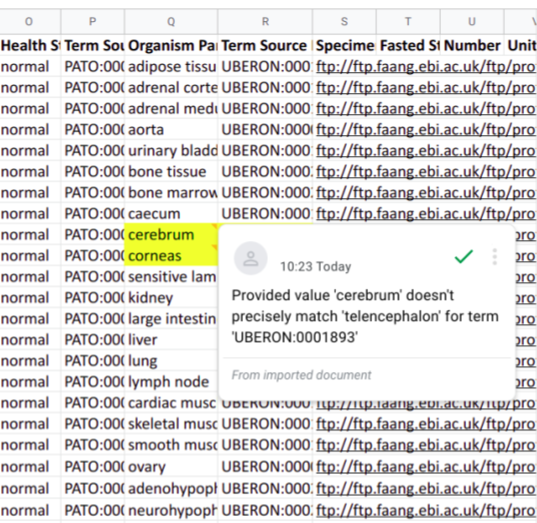 O P Q R S T U V
Health St Term Sou Organism Pa Term Source Specime Fasted St Number Unit
normal PATO:000 adipose tissu UBERON:000 ftp://ftp.faang.ebi.ac.uk/ftp/pro
normal PATO:000 adrenal corte UBERON:000 ftp://ftp.faang.ebi.ac.uk/ftp/pro
normal PATO:000 adrenal medu UBERON:000 ftp://ftp.faang.ebi.ac.uk/ftp/pro
normal PATO:000 aorta UBERON:000 ftp://ftp.faang.ebi.ac.uk/ftp/pro
normal PATO:000 urinary bladd UBERON:000 ftp://ftp.faang.ebi.ac.uk/ftp/pro
normal PATO:000 bone tissue UBERON:000 ftp://ftp.faang.ebi.ac.uk/ftp/pro
normal PATO:000 bone marrow UBERON:000 ftp://ftp.faang.ebi.ac.uk/ftp/pro
normal PATO:000 caecum UBERON:000 ftp://ftp.faang.ebi.ac.uk/ftp/pro
normal PATO:000 cerebrum pro
normal PATO:000 corneas pro
normal PATO:000 sensitive lam pro
normal PATO:000 kidney pro
normal PATO:000 large intestin pro
normal PATO:000 liver pro
normal PATO:000 lung pro
normal PATO:000 lymph node pro
10:23 Today
Provided value 'cerebrum' doesn't
precisely match 'telencephalon' for term
'UBERON:0001893'
From imported document
normal PATO:000 cardiac musc UBERON:000 ftp://ftp.faang.ebi.ac.uk/ftp/pro
normal PATO:000 skeletal musc UBERON:000 ftp://ftp.faang.ebi.ac.uk/ftp/pro
normal PATO:000 smooth musc UBERON:000 ftp://ftp.faang.ebi.ac.uk/ftp/pro
normal PATO:000 ovary UBERON:000 ftp://ftp.faang.ebi.ac.uk/ftp/pro
normal PATO:000 adenohypoph UBERON:000 ftp://ftp.faang.ebi.ac.uk/ftp/pro
normal PATO:000 neurohypoph UBERON:000 ftp://ftp.faang.ebi.ac.uk/ftp/pro